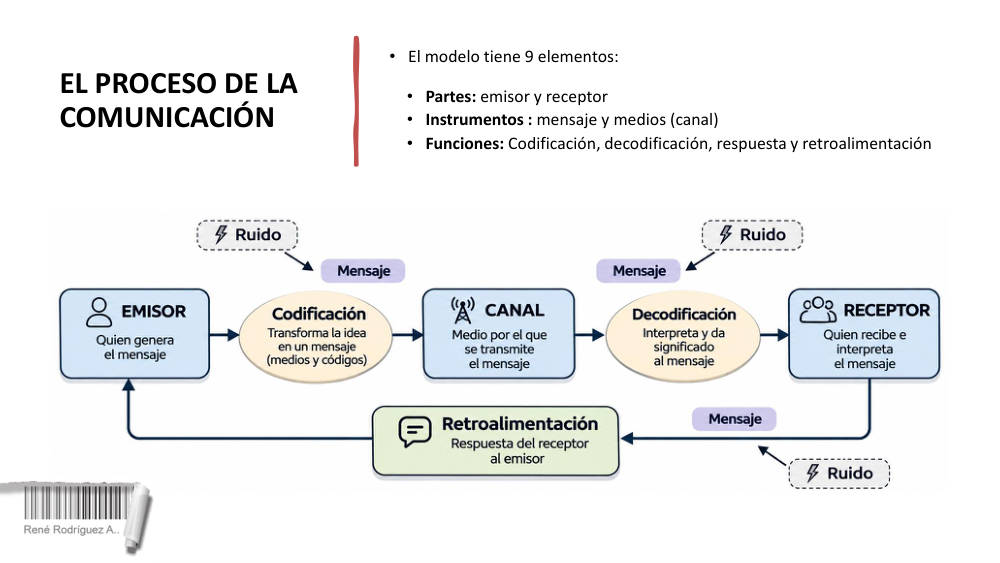 EL PROCESO DE LA
COMUNICACIÓN
• El modelo tiene 9 elementos:
• Partes: emisor y receptor
• Instrumentos : mensaje y medios (canal)
• Funciones: Codificación, decodificación, respuesta y retroalimentación
Ruido
Mensaje
Mensaje
Ruido
EMISOR
Quien genera
el mensaje
Codificación
Transforma la idea
en un mensaje
(medios y códigos)
CANAL
Medio por el que
se transmite
el mensaje
Decodificación
Interpreta y da
significado
al mensaje
RECEPTOR
Quien recibe e
interpreta
el mensaje
Retroalimentación
Respuesta del receptor
al emisor
Mensaje
Ruido
René Rodríguez A..